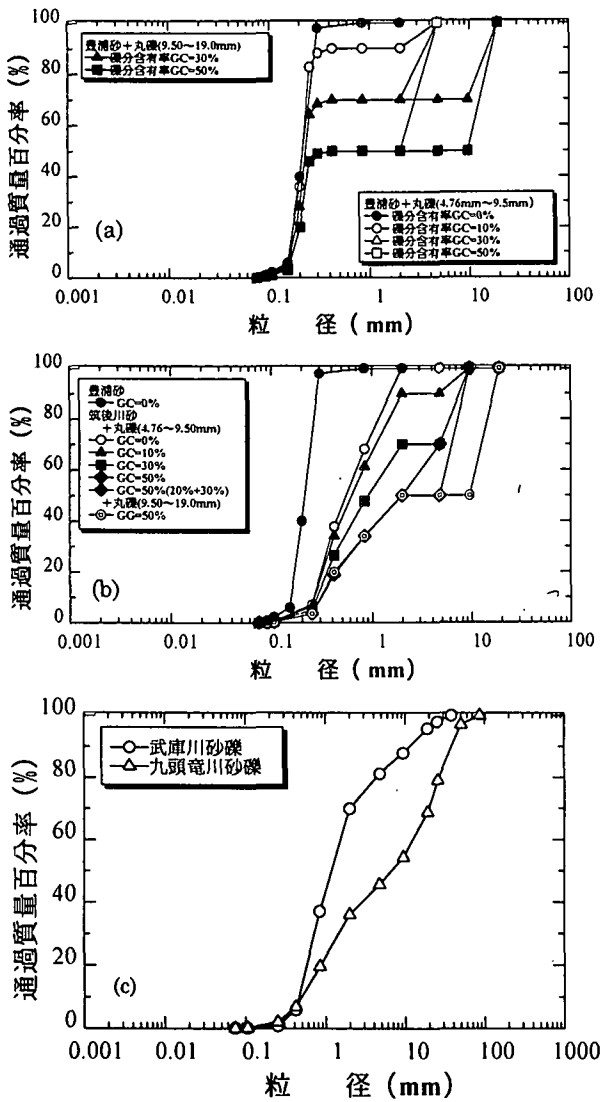 100
80
60
40
20
0
通過質量百分率 (%)
豊浦砂+丸礫(9.50~19.0mm)
礫分含有率GC=30%
礫分含有率GC=50%
(a)
豊浦砂+丸礫(4.76mm~9.5mm)
礫分含有率GC=0%
礫分含有率GC=10%
礫分含有率GC=30%
礫分含有率GC=50%
0.001 0.01 0.1 1 10 100
粒 径 (mm)
100
80
60
40
20
0
通過質量百分率 (%)
豊浦砂
GC=0%
筑後川砂
+丸礫(4.76~9.50mm)
GC=0%
GC=10%
GC=30%
GC=50%
GC=50%(20%+30%)
+丸礫(9.50~19.0mm)
GG=50%
(b)
0.001 0.01 0.1 1 10 100
粒 径 (mm)
100
80
60
40
20
0
通過質量百分率 (%)
武庫川砂礫
九頭竜川砂礫
(c)
0.001 0.01 0.1 1 10 100 1000
粒 径 (mm)